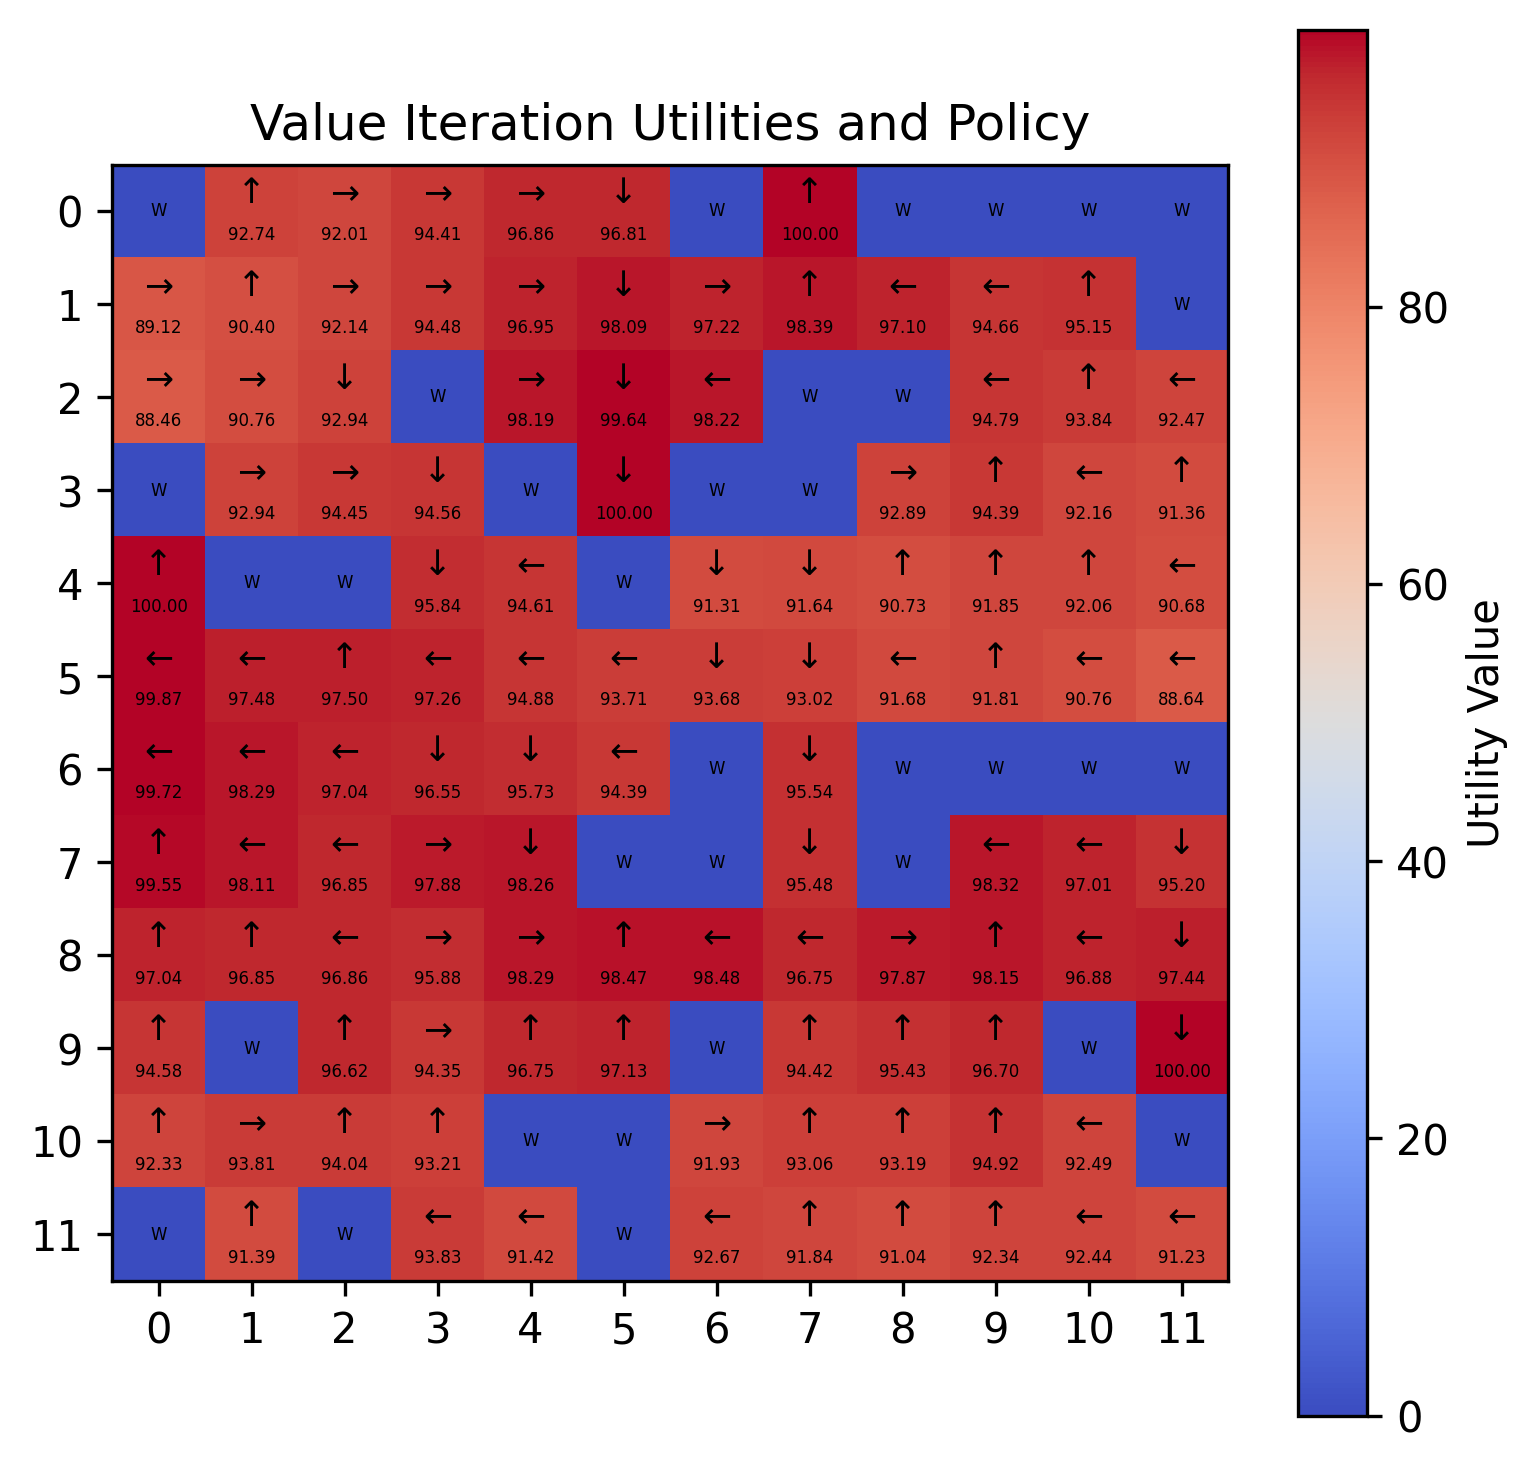 Value Iteration Utilities and Policy
0 W ↑ → → → ↓ W ↑ W W W W
92.74 92.01 94.41 96.86 96.81 100.00
1 → ↑ → → → ↓ → ↑ ← ← ↑ W
89.12 90.40 92.14 94.48 96.95 98.09 97.22 98.39 97.10 94.66 95.15
2 → → ↓ W → ↓ ← W W ← ↑ ←
88.46 90.76 92.94 98.19 99.64 98.22 94.79 93.84 92.47
3 W → → ↓ W ↓ W W → ↑ ← ↑
92.94 94.45 94.56 100.00 92.89 94.39 92.16 91.36
4 ↑ W W ↓ ← W ↓ ↓ ↑ ↑ ↑ ←
100.00 95.84 94.61 91.31 91.64 90.73 91.85 92.06 90.68
5 ← ← ↑ ← ← ← ↓ ↓ ← ↑ ← ←
99.87 97.48 97.50 97.26 94.88 93.71 93.68 93.02 91.68 91.81 90.76 88.64
6 ← ← ← ↓ ↓ ← W ↓ W W W W
99.72 98.29 97.04 96.55 95.73 94.39 95.54
7 ↑ ← ← → ↓ W W ↓ W ← ← ↓
99.55 98.11 96.85 97.88 98.26 95.48 98.32 97.01 95.20
8 ↑ ↑ ← → → ↑ ← ← → ↑ ← ↓
97.04 96.85 96.86 95.88 98.29 98.47 98.48 96.75 97.87 98.15 96.88 97.44
9 ↑ W ↑ → ↑ ↑ W ↑ ↑ ↑ W ↓
94.58 96.62 94.35 96.75 97.13 94.42 95.43 96.70 100.00
10 ↑ → ↑ ↑ W W → ↑ ↑ ↑ ← W
92.33 93.81 94.04 93.21 91.93 93.06 93.19 94.92 92.49
11 W ↑ W ← ← W ← ↑ ↑ ↑ ← ←
91.39 93.83 91.42 92.67 91.84 91.04 92.34 92.44 91.23
0 1 2 3 4 5 6 7 8 9 10 11
80
60
40
20
0
Utility Value